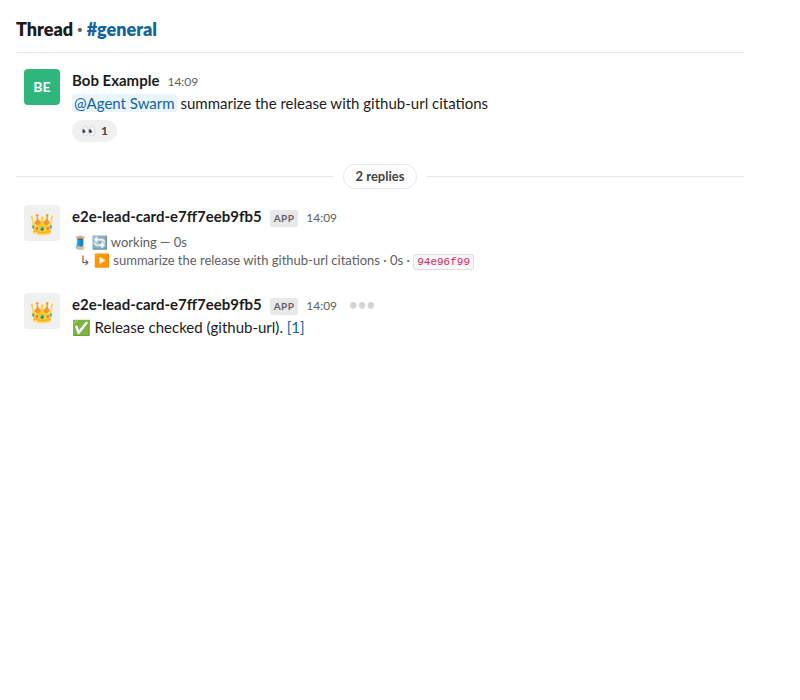 Thread • #general
BE
Bob Example 14:09
@Agent Swarm summarize the release with github-url citations
👀 1
2 replies
e2e-lead-card-e7ff7eeb9fb5 APP 14:09
🧵 🔄 working — 0s
↳ ▶️ summarize the release with github-url citations · 0s · 94e96f99
e2e-lead-card-e7ff7eeb9fb5 APP 14:09
✅ Release checked (github-url). [1]